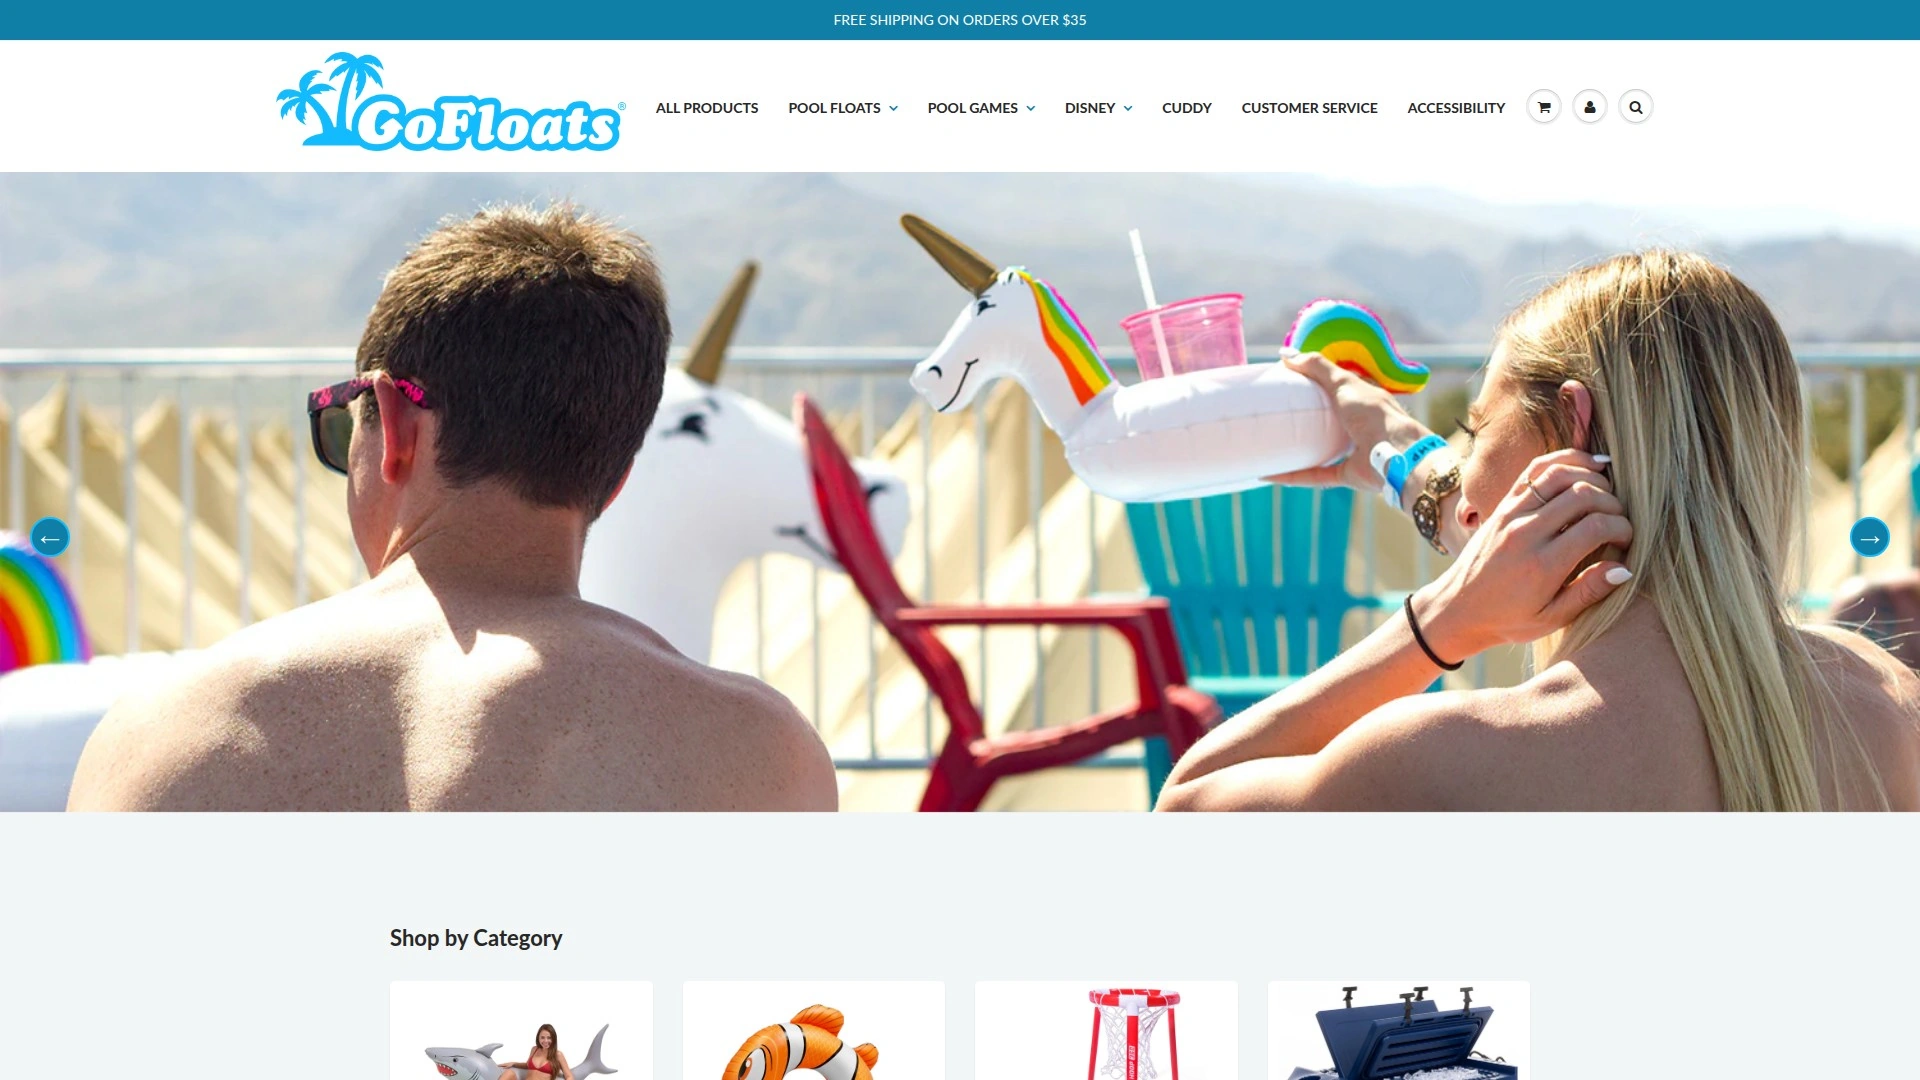 FREE SHIPPING ON ORDERS OVER $35
GoFloats®
ALL PRODUCTS
POOL FLOATS
POOL GAMES
DISNEY
CUDDY
CUSTOMER SERVICE
ACCESSIBILITY
Shop by Category